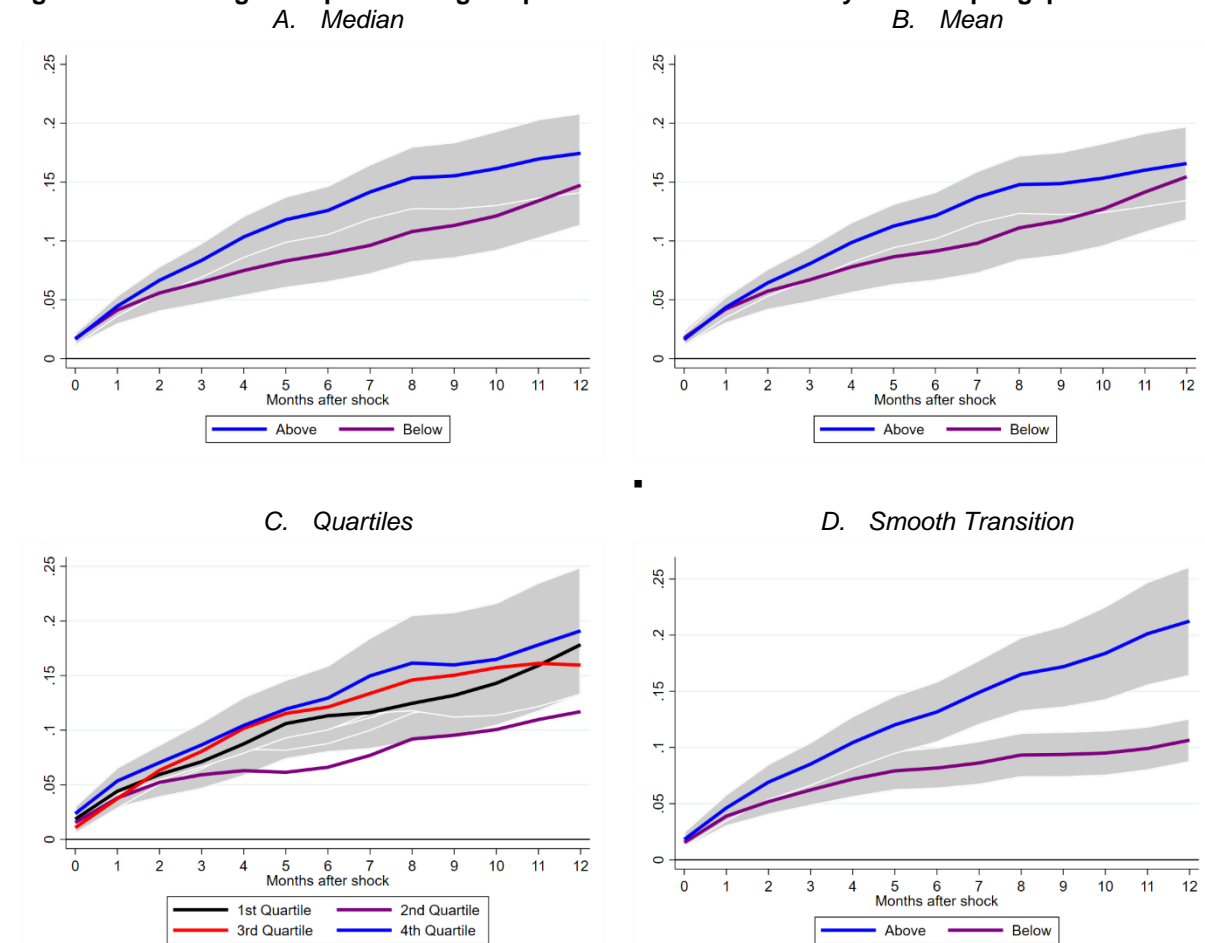 A. Median
B. Mean
.25
.2
.15
.1
.05
0
0 1 2 3 4 5 6 7 8 9 10 11 12
Months after shock
Above Below
.25
.2
.15
.1
.05
0
0 1 2 3 4 5 6 7 8 9 10 11 12
Months after shock
Above Below
C. Quartiles
D. Smooth Transition
.25
.2
.15
.1
.05
0
0 1 2 3 4 5 6 7 8 9 10 11 12
Months after shock
1st Quartile 2nd Quartile
3rd Quartile 4th Quartile
.25
.2
.15
.1
.05
0
0 1 2 3 4 5 6 7 8 9 10 11 12
Months after shock
Above Below